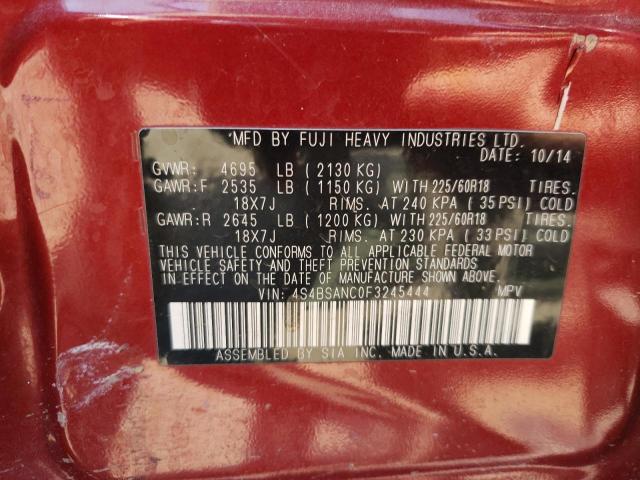 MFD BY FUJI HEAVY INDUSTRIES LTD.
DATE: 10/14
GVWR: 4695 LB (2130 KG)
GAWR:F 2535 LB (1150 KG) WITH 225/60R18 TIRES.
18X7J RIMS. AT 240 KPA (35 PSI) COLD
GAWR:R 2645 LB (1200 KG) WITH 225/60R18 TIRES.
18X7J RIMS. AT 230 KPA (33 PSI) COLD
THIS VEHICLE CONFORMS TO ALL APPLICABLE FEDERAL MOTOR
VEHICLE SAFETY AND THEFT PREVENTION STANDARDS
IN EFFECT ON THE DATE OF MANUFACTURE SHOWN ABOVE.
VIN: 4S4BSANC0F3245444 MPV
ASSEMBLED BY SIA INC. MADE IN U.S.A.